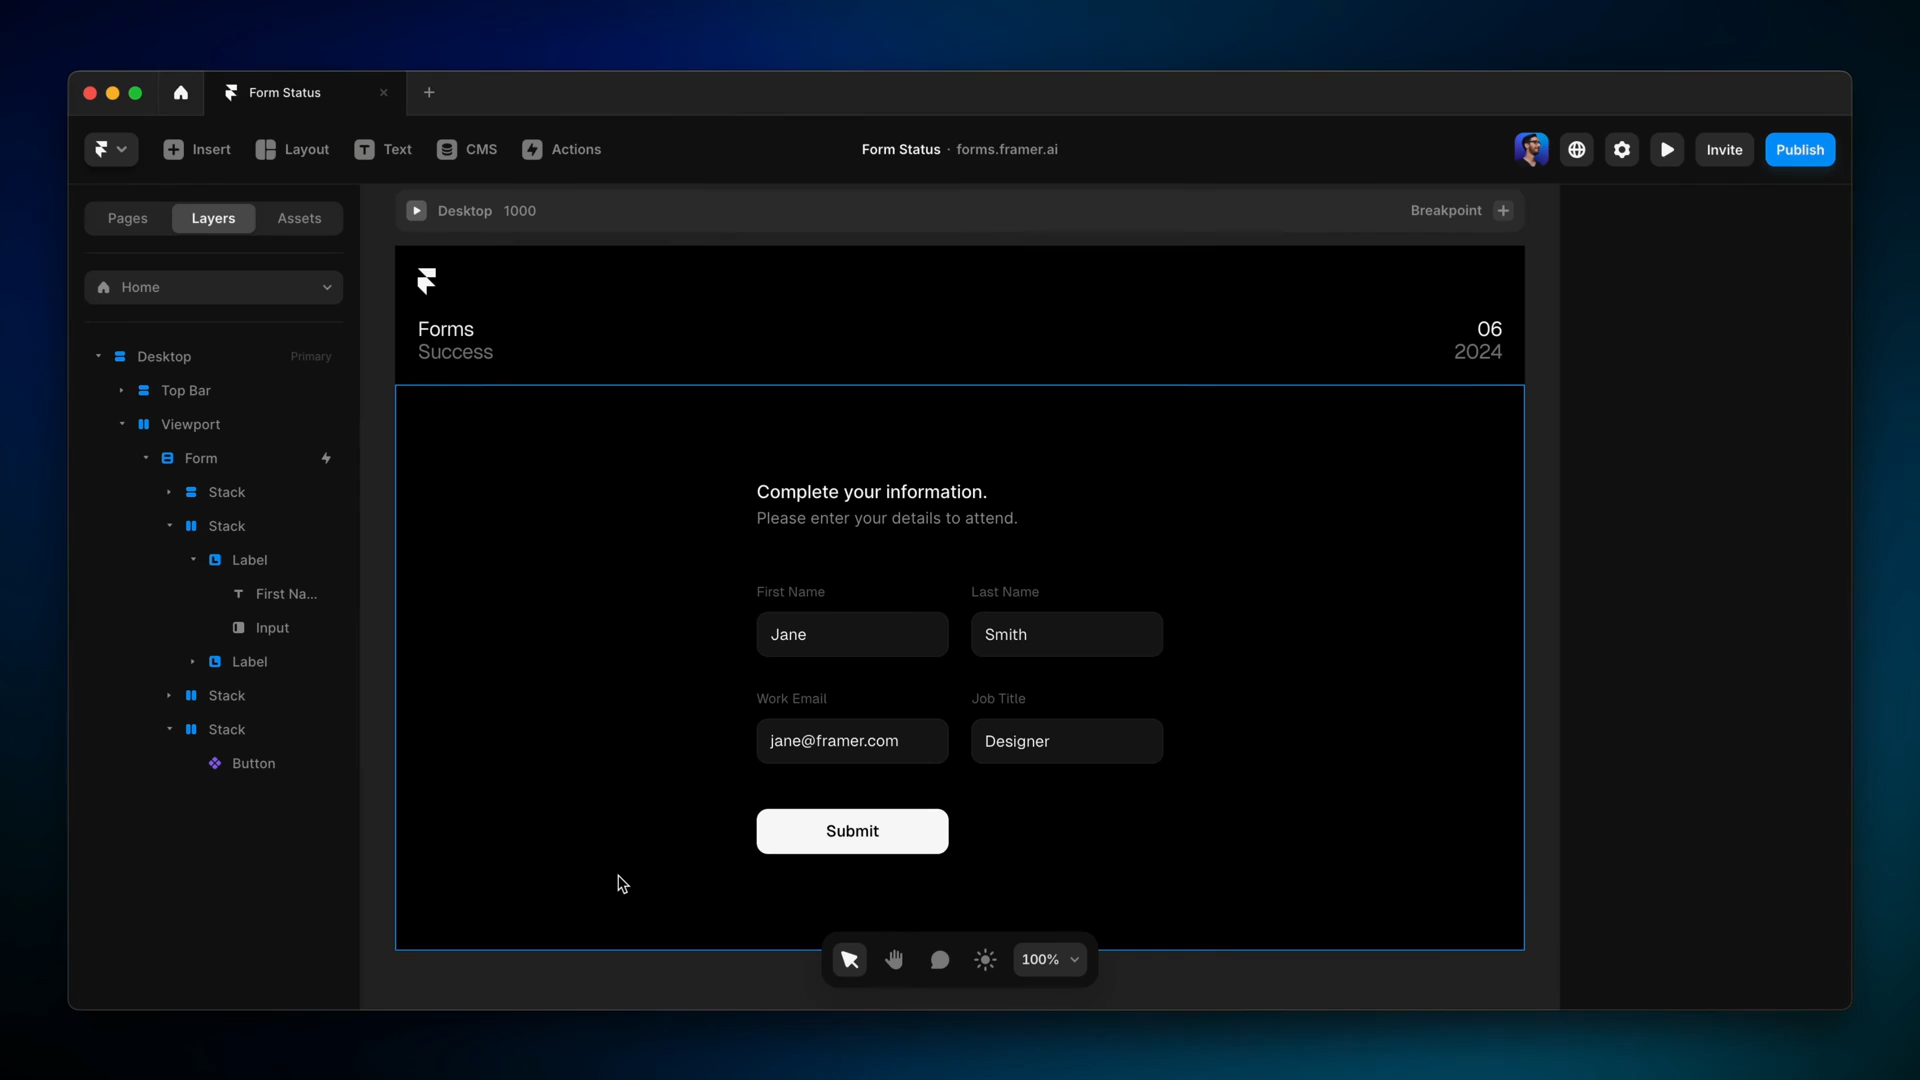 Form Status
Insert
Layout
Text
CMS
Actions
Form Status · forms.framer.ai
Invite
Publish
Pages
Layers
Assets
Home
Desktop
Primary
Top Bar
Viewport
Form
Stack
Stack
Label
First Na...
Input
Label
Stack
Stack
Button
Desktop 1000
Breakpoint
Forms
Success
06
2024
Complete your information.
Please enter your details to attend.
First Name
Last Name
Jane
Smith
Work Email
Job Title
jane@framer.com
Designer
Submit
100%